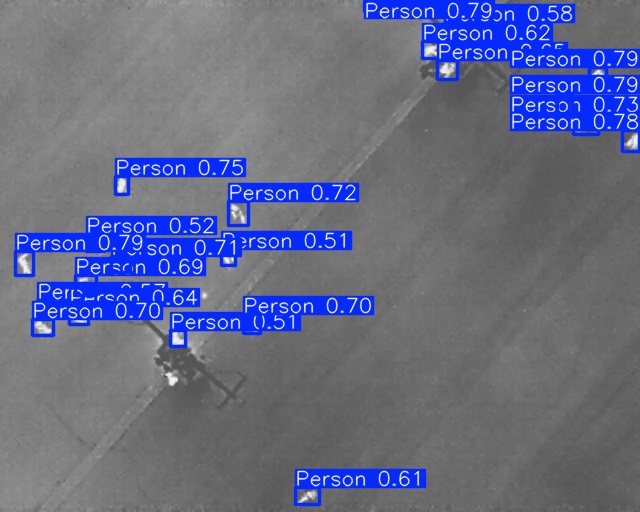 Person 0.79
son 0.58
Person 0.62
Person
Person 0.79
Person 0.79
Person 0.73
Person 0.78
Person 0.75
Person 0.72
Person 0.52
Person 0.79
son 0.71
erson 0.51
Person 0.69
Person 0.64
Person 0.70
Person 0.70
Person 0.51
Person 0.61